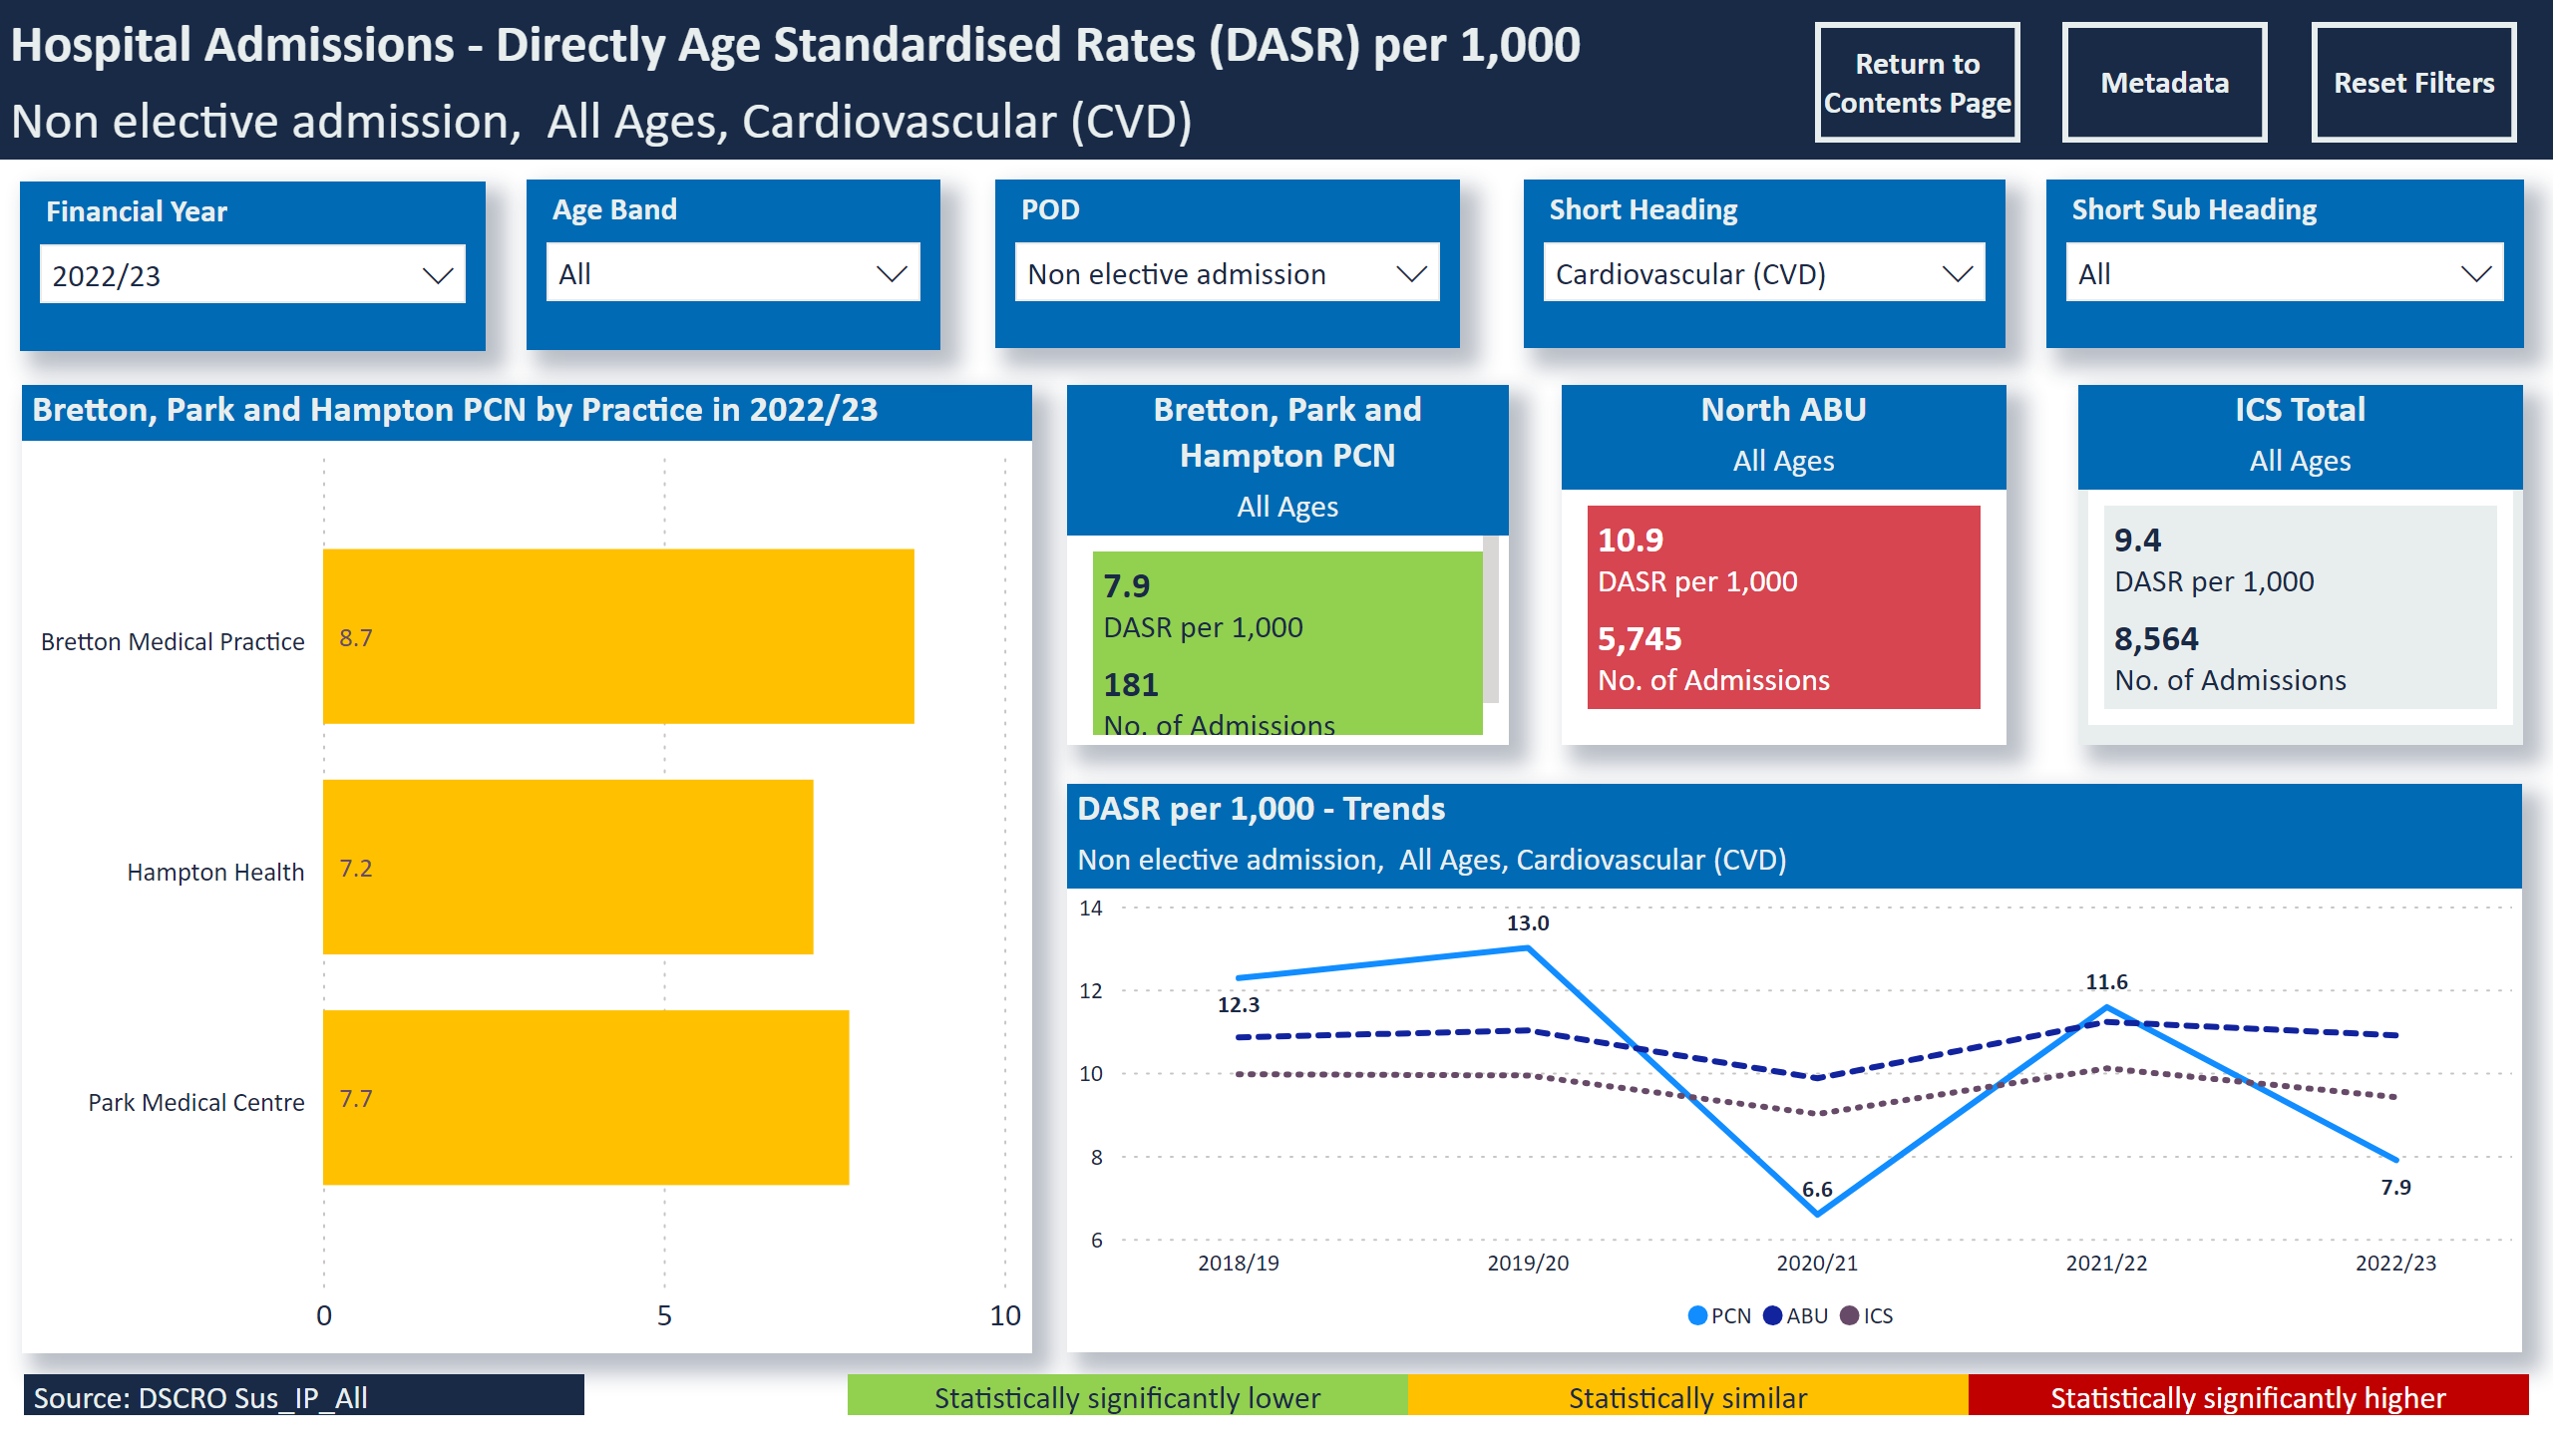 Hospital Admissions - Directly Age Standardised Rates (DASR) per 1,000
Non elective admission,  All Ages, Cardiovascular (CVD)
Return to
Contents Page
Metadata
Reset Filters
Financial Year
2022/23
Age Band
All
POD
Non elective admission
Short Heading
Cardiovascular (CVD)
Short Sub Heading
All
Bretton, Park and Hampton PCN by Practice in 2022/23
Bretton Medical Practice
8.7
Hampton Health
7.2
Park Medical Centre
7.7
0
5
10
Bretton, Park and
Hampton PCN
All Ages
7.9
DASR per 1,000
181
No. of Admissions
North ABU
All Ages
10.9
DASR per 1,000
5,745
No. of Admissions
ICS Total
All Ages
9.4
DASR per 1,000
8,564
No. of Admissions
DASR per 1,000 - Trends
Non elective admission,  All Ages, Cardiovascular (CVD)
14
12
10
8
6
12.3
13.0
6.6
11.6
7.9
2018/19
2019/20
2020/21
2021/22
2022/23
PCN
ABU
ICS
Source: DSCRO Sus_IP_All
Statistically significantly lower
Statistically similar
Statistically significantly higher